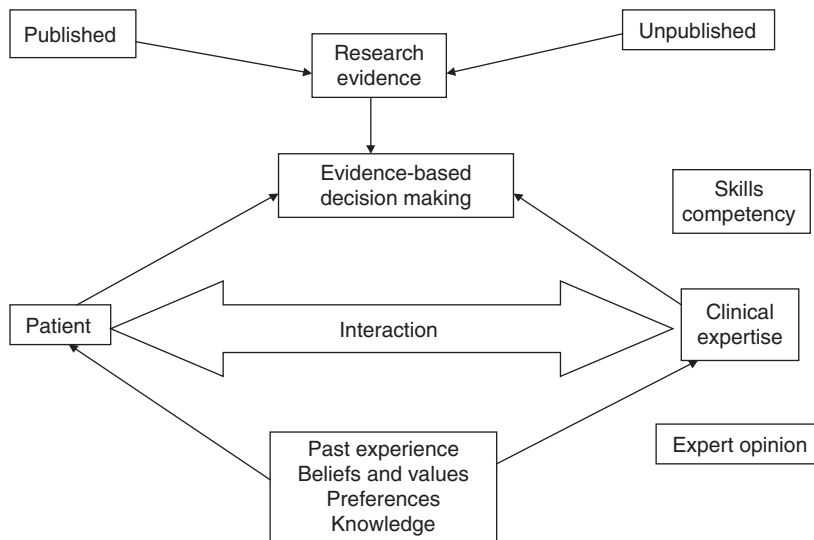 Published
Unpublished
Research
evidence
Evidence-based
decision making
Skills
competency
Patient
Interaction
Clinical
expertise
Past experience
Beliefs and values
Preferences
Knowledge
Expert opinion